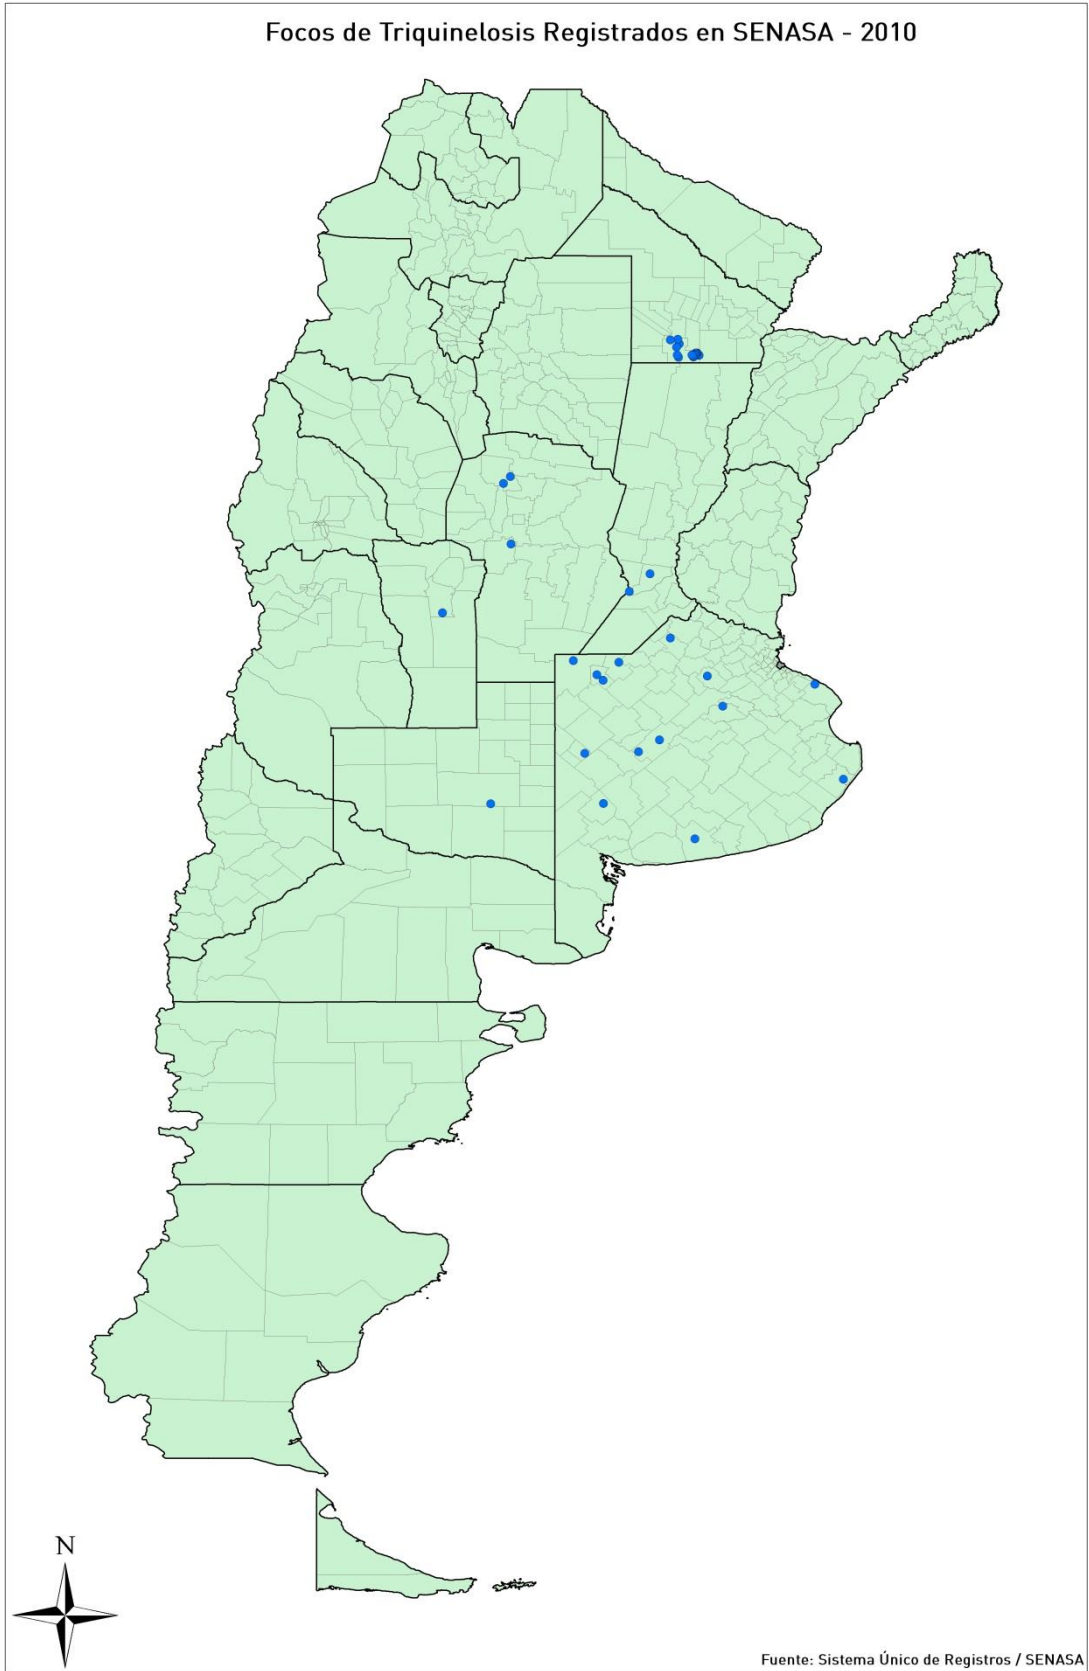 Focos de Triquinelosis Registrados en SENASA - 2010
N
Fuente: Sistema Único de Registros / SENASA